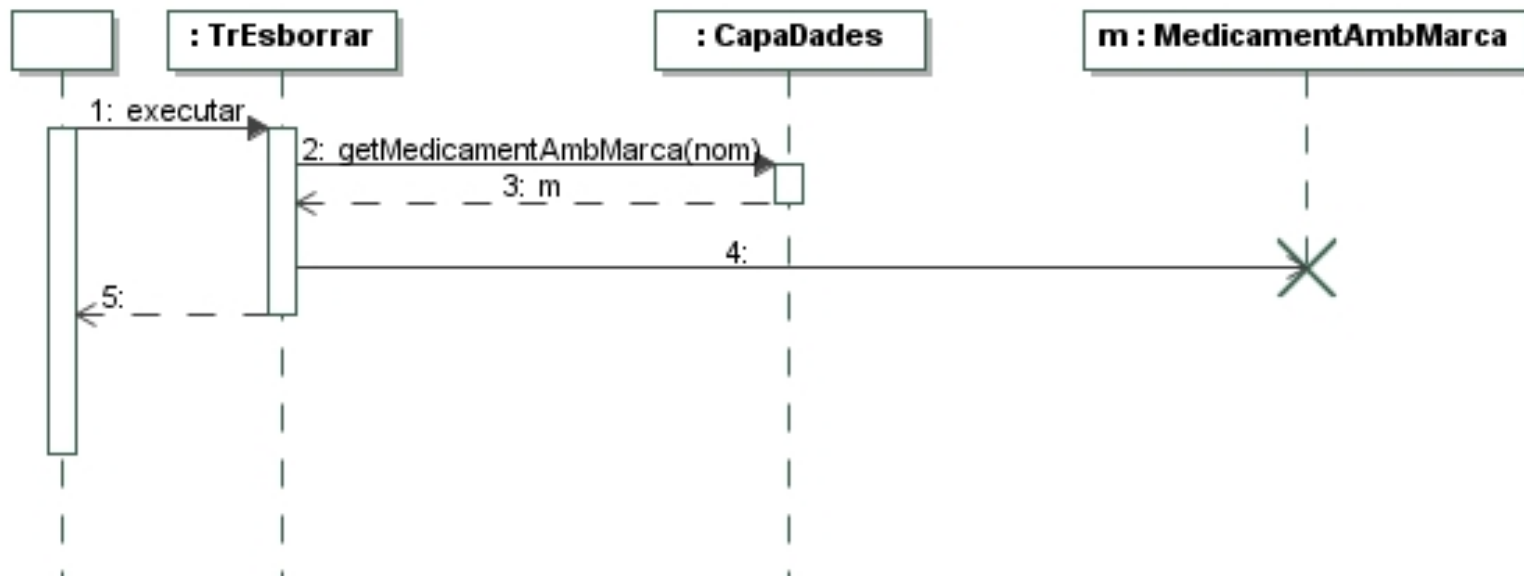 : TrEsborrar
: CapaDades
m : MedicamentAmbMarca
1: executar
2: getMedicamentAmbMarca(nom)
3: m
4:
5: